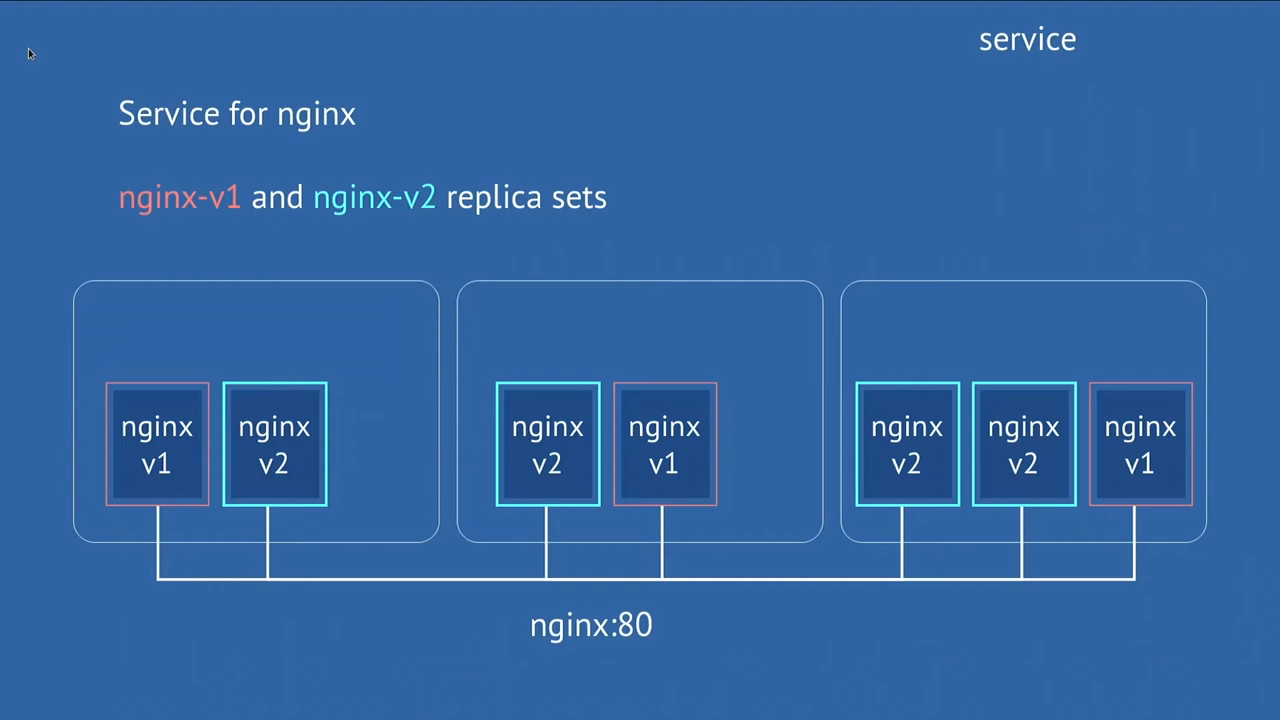 service
Service for nginx
nginx-v1 and nginx-v2 replica sets
nginx
v1
nginx
v2
nginx
v2
nginx
v1
nginx
v2
nginx
v2
nginx
v1
nginx:80